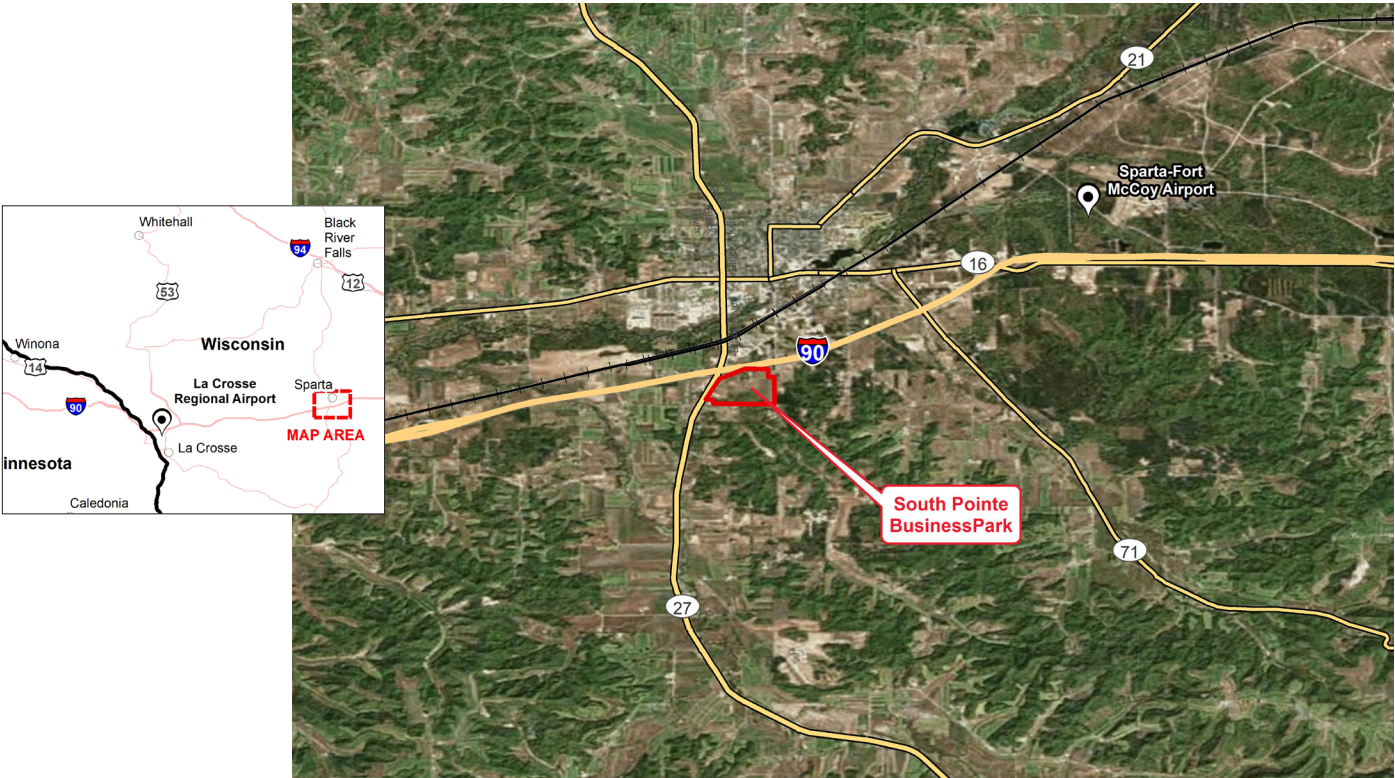 Whitehall
Black
River
Falls
94
12
53
Winona
14
Wisconsin
La Crosse
Regional Airport
Sparta
90
MAP AREA
La Crosse
innesota
Caledonia
21
Sparta-Fort
McCoy Airport
16
90
South Pointe
BusinessPark
71
27